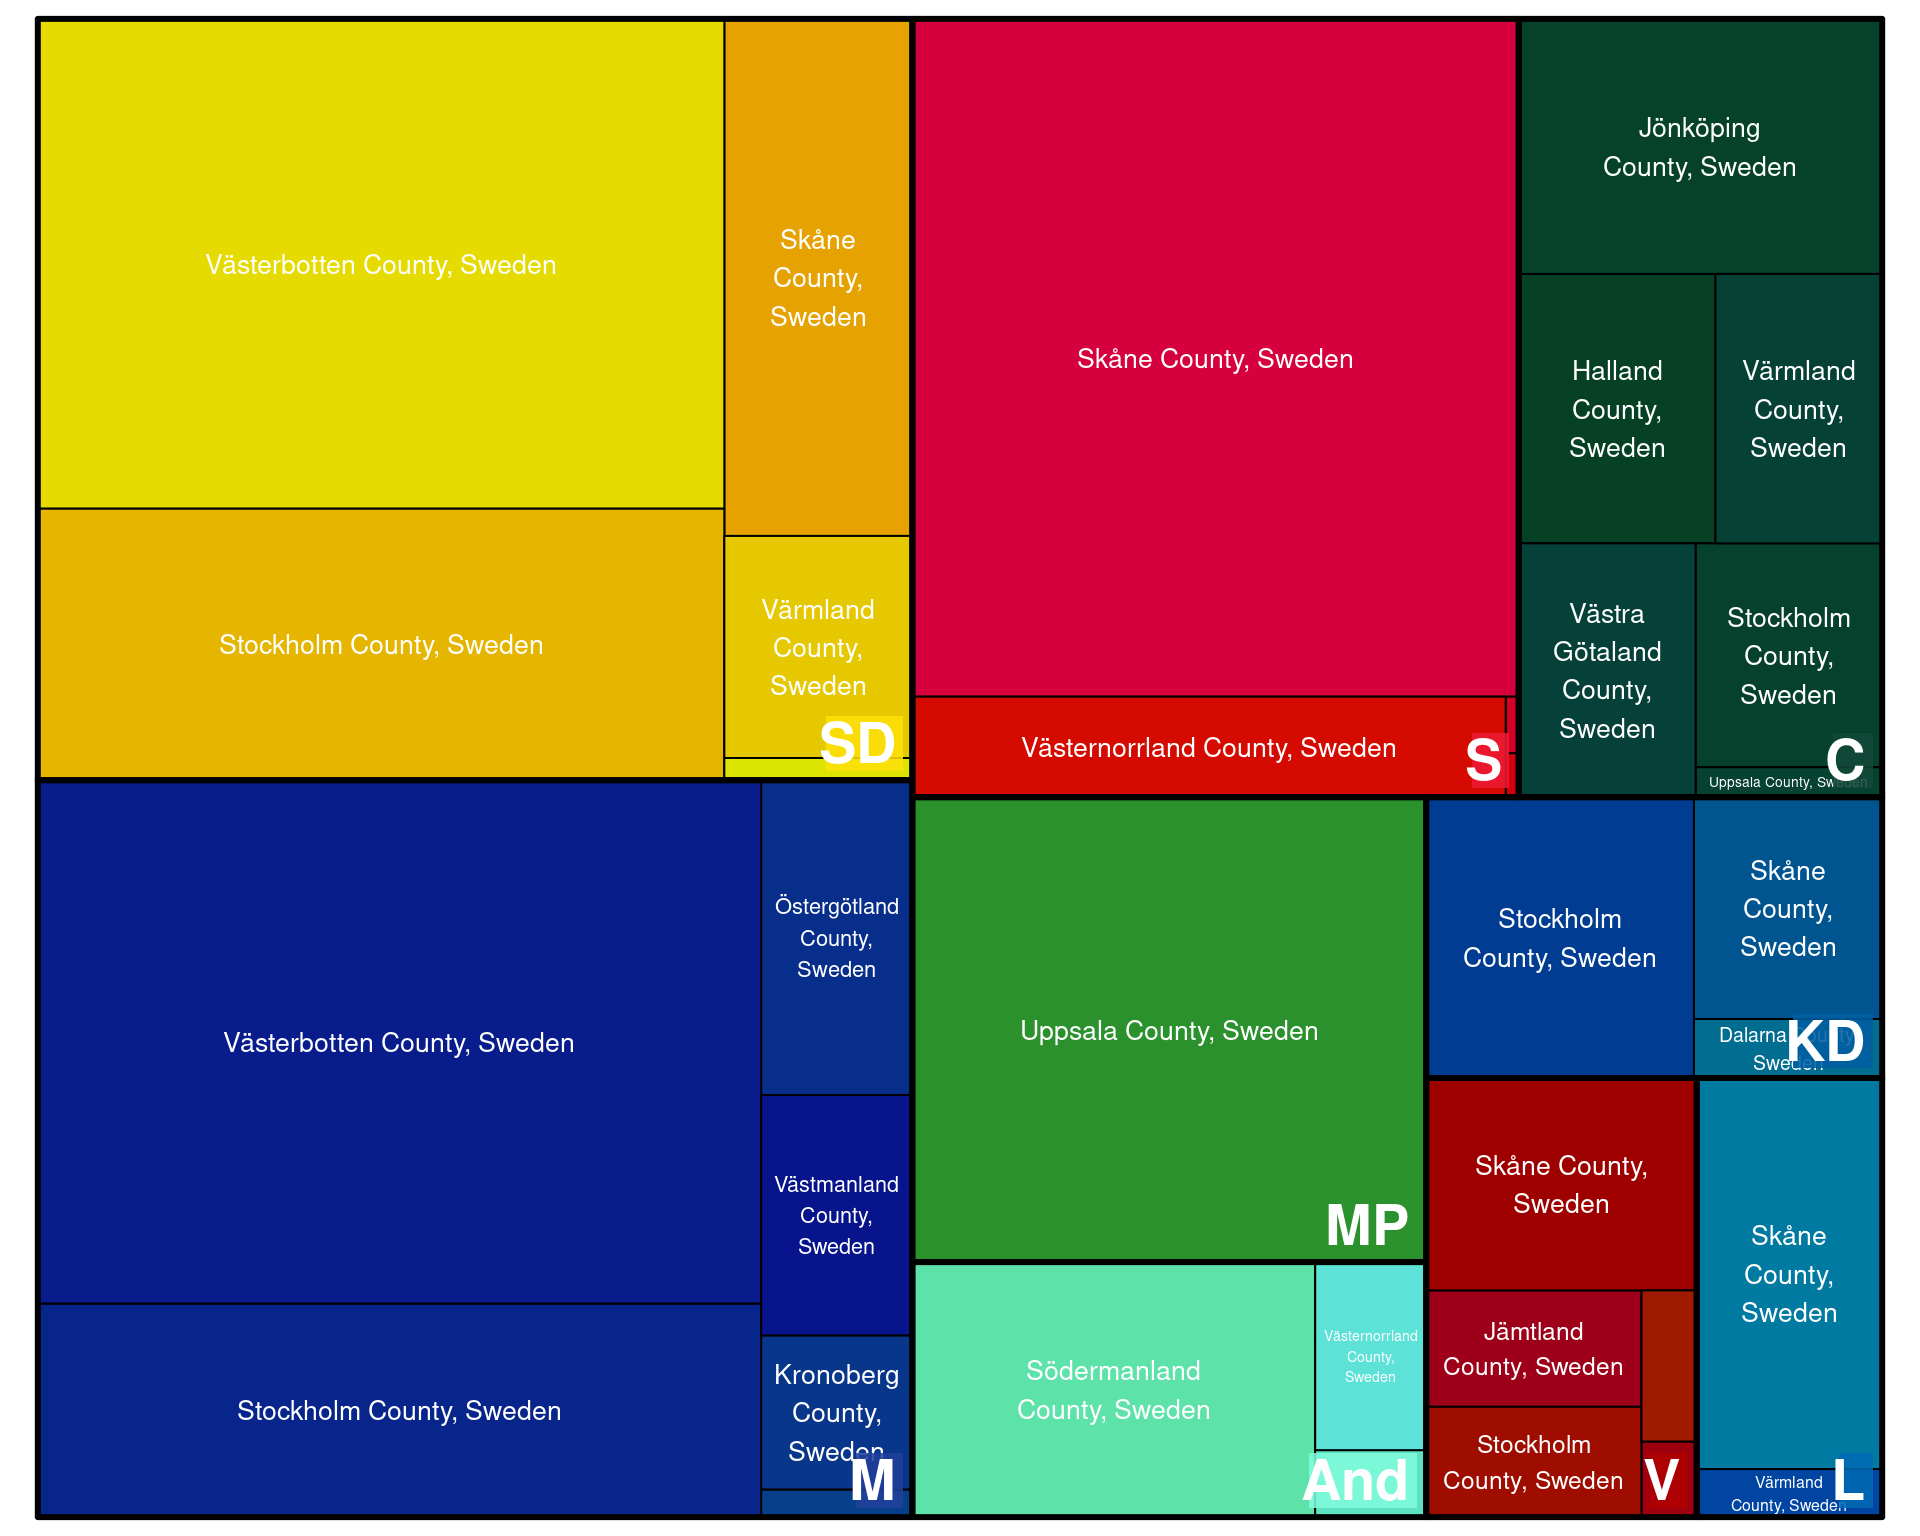 Västerbotten County, Sweden
Skåne
County,
Sweden
Stockholm County, Sweden
Värmland
County,
Sweden
SD
Skåne County, Sweden
Västernorrland County, Sweden
S
Jönköping
County, Sweden
Halland
County,
Sweden
Värmland
County,
Sweden
Västra
Götaland
County,
Sweden
Stockholm
County,
Sweden
Uppsala County, Sweden
C
Västerbotten County, Sweden
Östergötland
County,
Sweden
Västmanland
County,
Sweden
Stockholm County, Sweden
Kronoberg
County,
Sweden
M
Uppsala County, Sweden
MP
Södermanland
County, Sweden
Västernorrland
County,
Sweden
And
Stockholm
County, Sweden
Skåne
County,
Sweden
Dalarna County,
Sweden
KD
Skåne County,
Sweden
Jämtland
County, Sweden
Stockholm
County, Sweden
V
Skåne
County,
Sweden
Värmland
County, Sweden
L